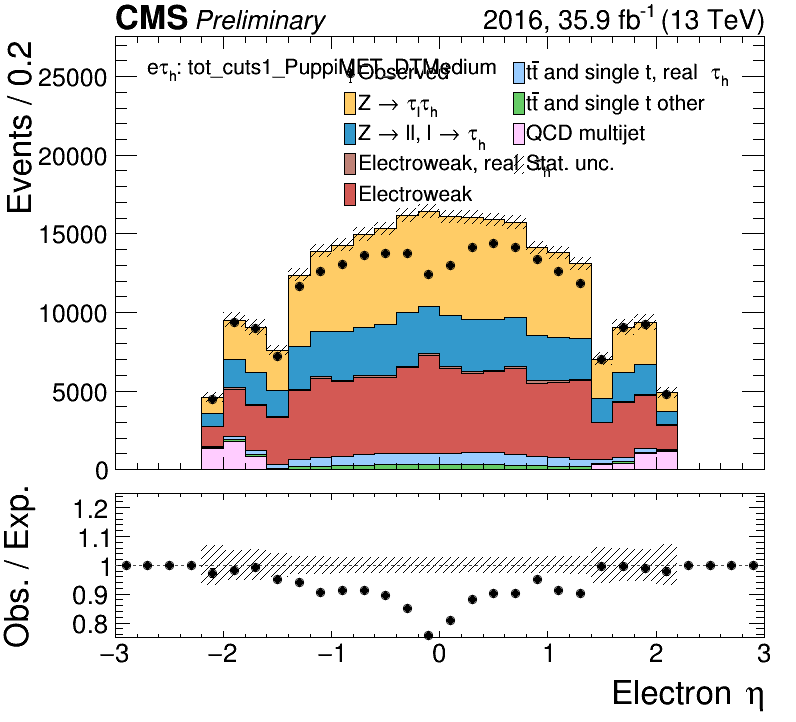 CMS Preliminary 2016, 35.9 fb⁻¹ (13 TeV)
eτh: tot_cuts1_PuppiMET_DTMedium
Observed
tt̄ and single t, real τh
Z → τlτh
tt̄ and single t other
Z → ll, l → τh
QCD multijet
Electroweak, real τh
Stat. unc.
Electroweak
Events / 0.2
25000
20000
15000
10000
5000
0
Obs. / Exp.
1.2
1.1
1
0.9
0.8
−3 −2 −1 0 1 2 3
Electron η